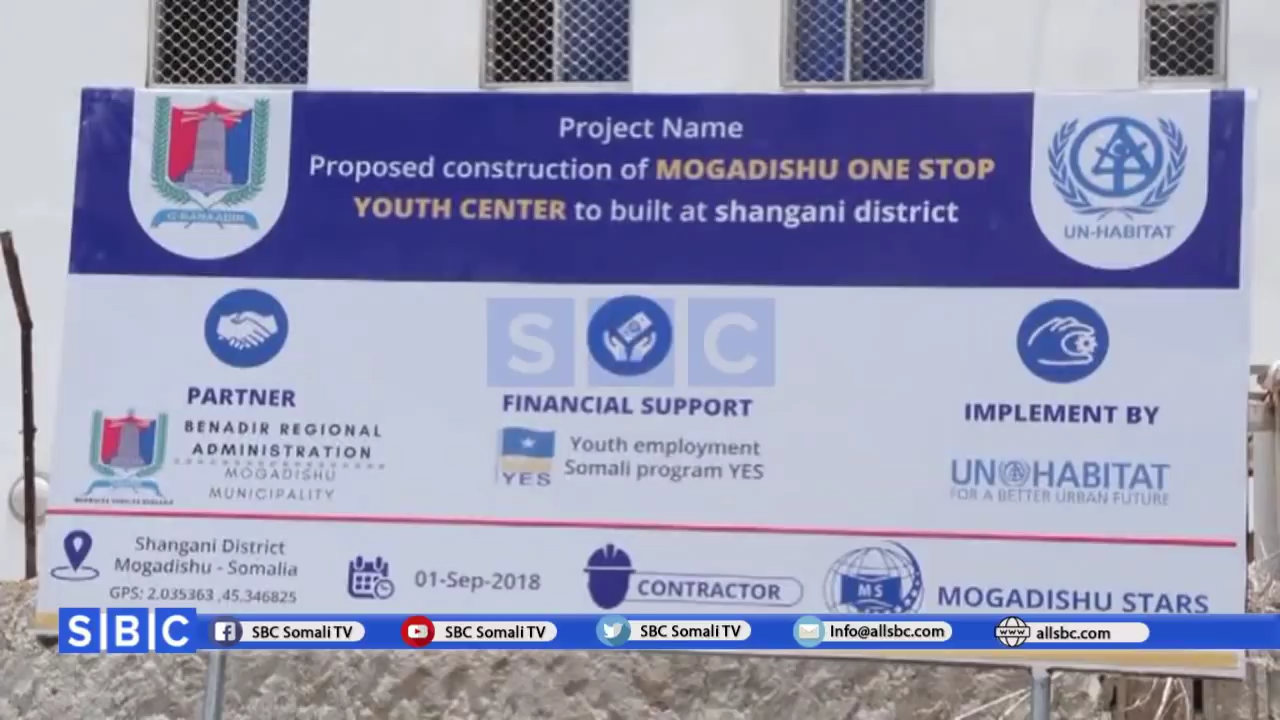 Project Name
Proposed construction of MOGADISHU ONE STOP
YOUTH CENTER to built at shangani district
G BANAADIR
UN-HABITAT
S B C
PARTNER
BENADIR REGIONAL
ADMINISTRATION
MOGADISHU
MUNICIPALITY
FINANCIAL SUPPORT
YES
Youth employment
Somali program YES
IMPLEMENT BY
UN HABITAT
FOR A BETTER URBAN FUTURE
Shangani District
Mogadishu - Somalia
GPS: 2.035363 ,45.346825
01-Sep-2018
CONTRACTOR
MS
MOGADISHU STARS
S|B|C
SBC Somali TV
SBC Somali TV
SBC Somali TV
Info@allsbc.com
www
allsbc.com